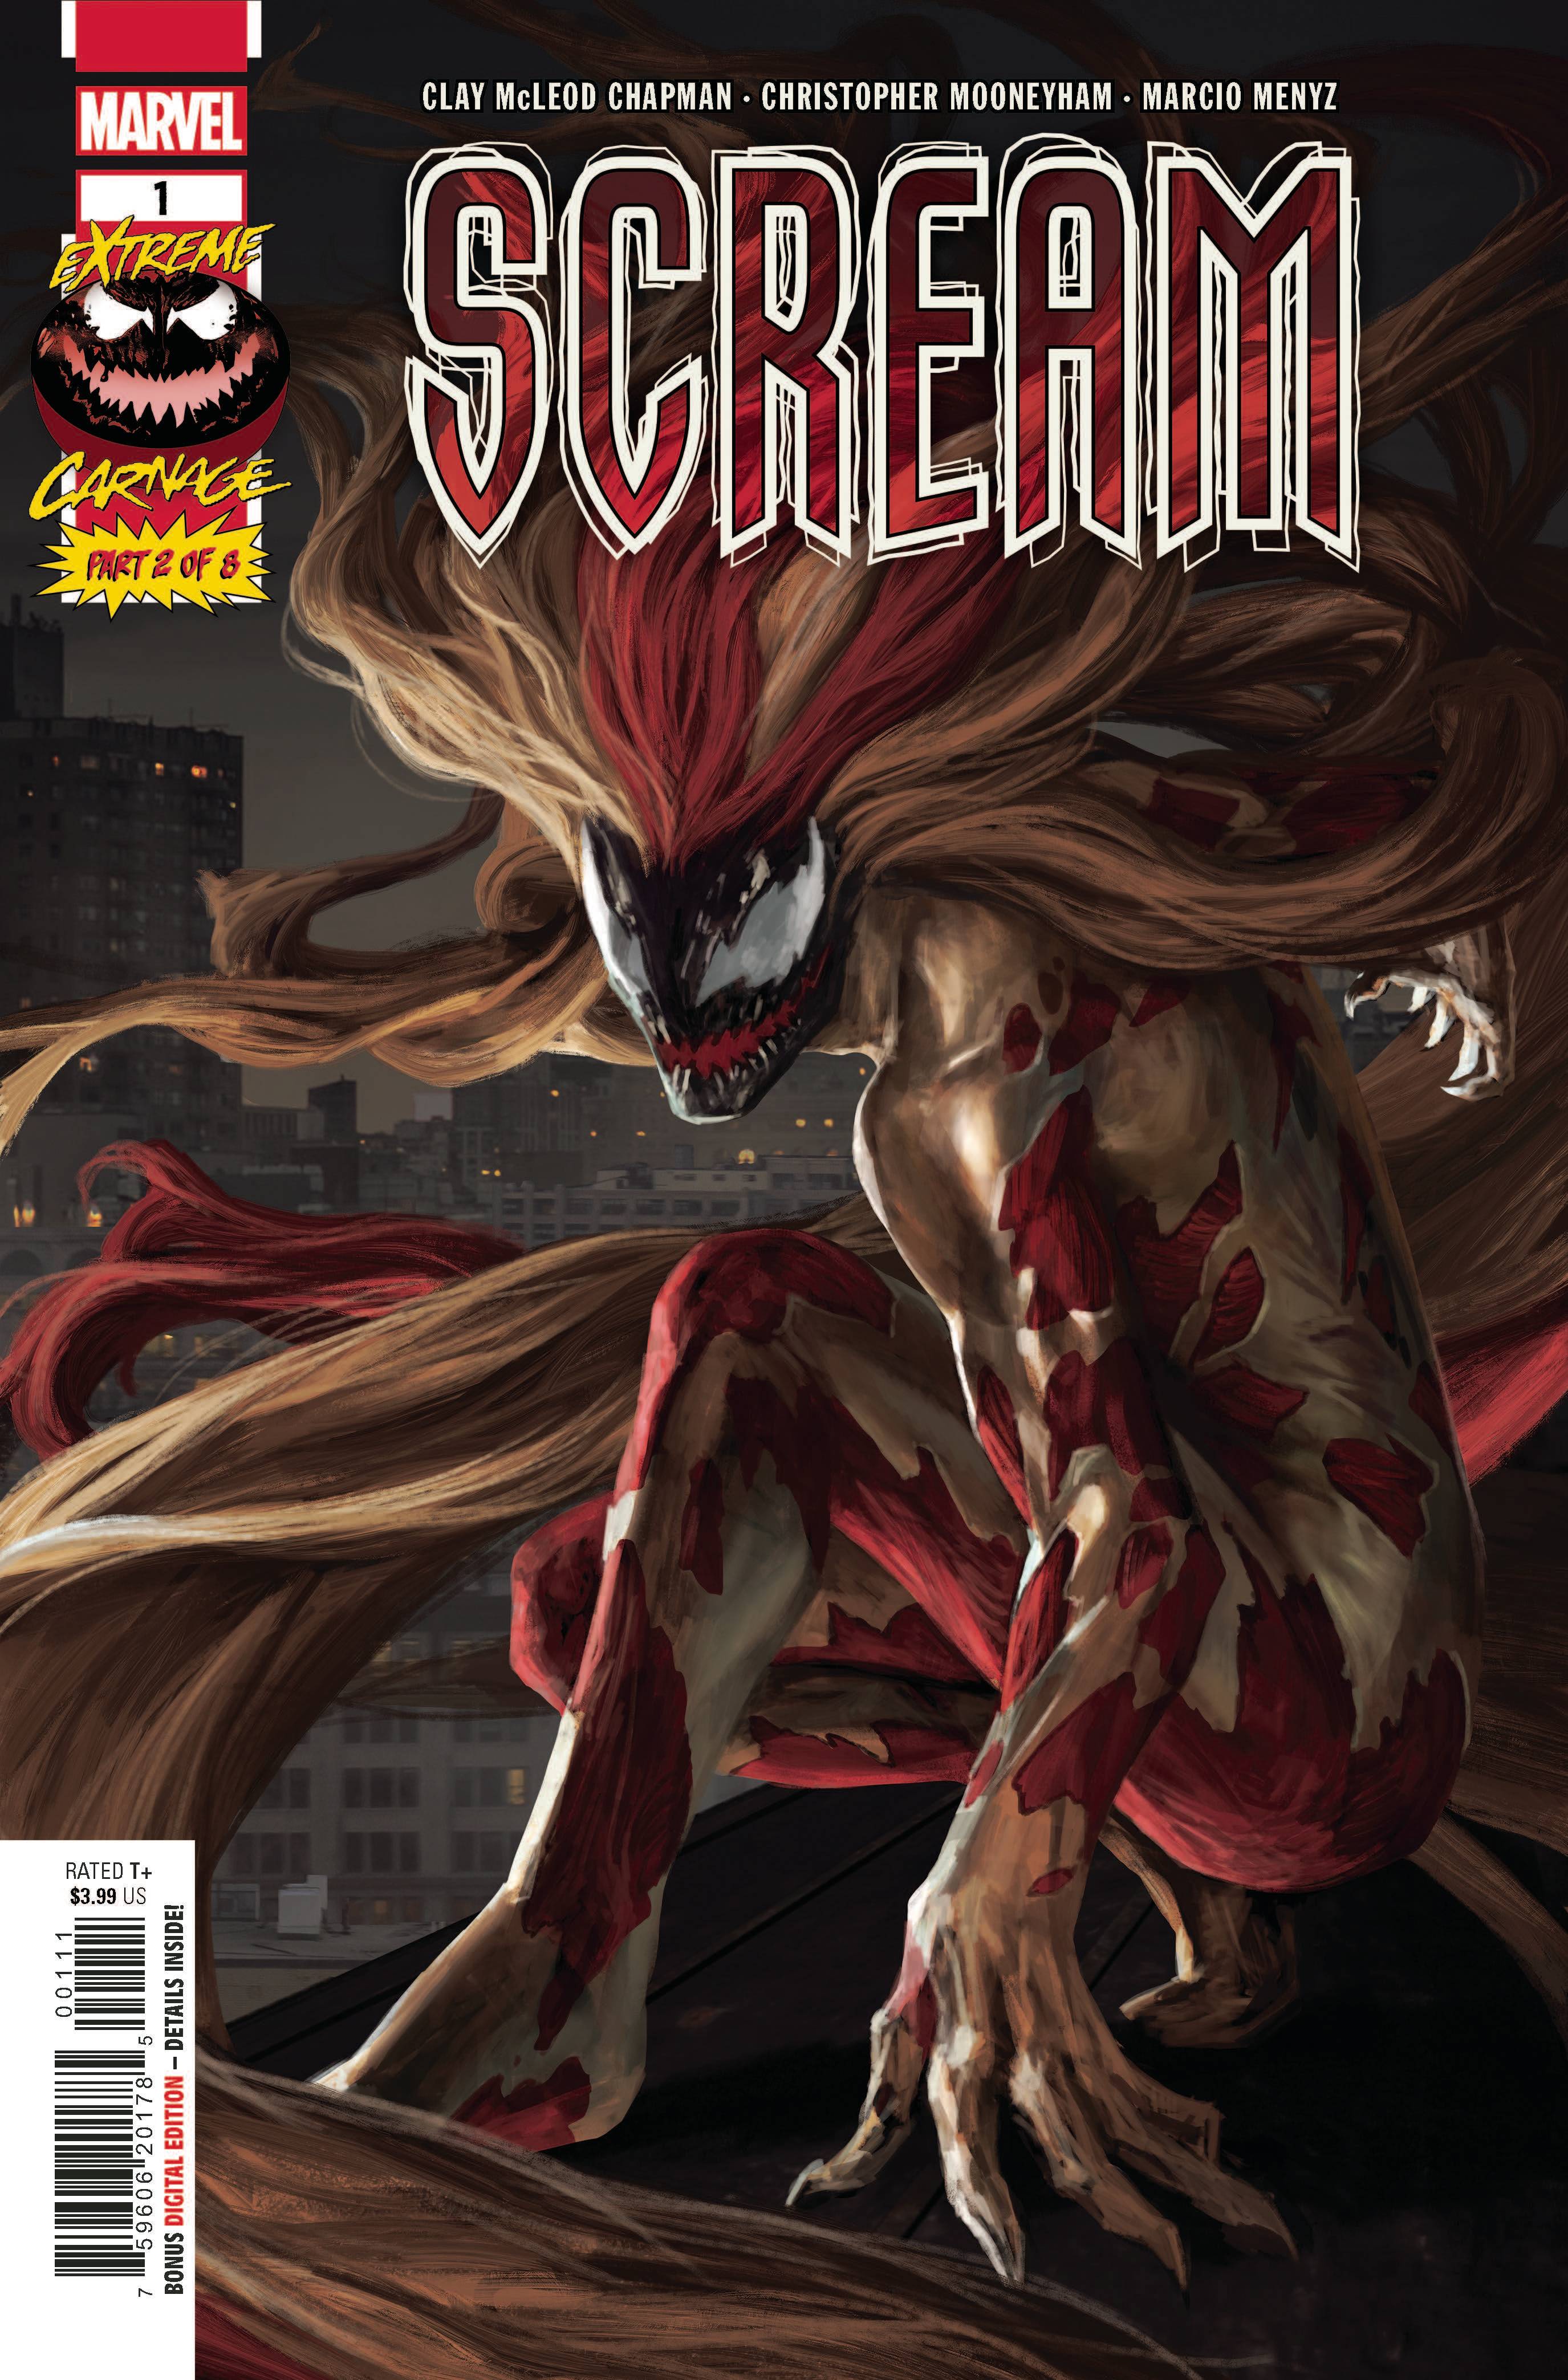 MARVEL
1
EXTREME
CARNAGE
PART 2 OF 8
CLAY McLEOD CHAPMAN · CHRISTOPHER MOONEYHAM · MARCIO MENYZ
SCREAM
RATED T+
$3.99 US
00111
7 59606 20178 5
BONUS DIGITAL EDITION – DETAILS INSIDE!